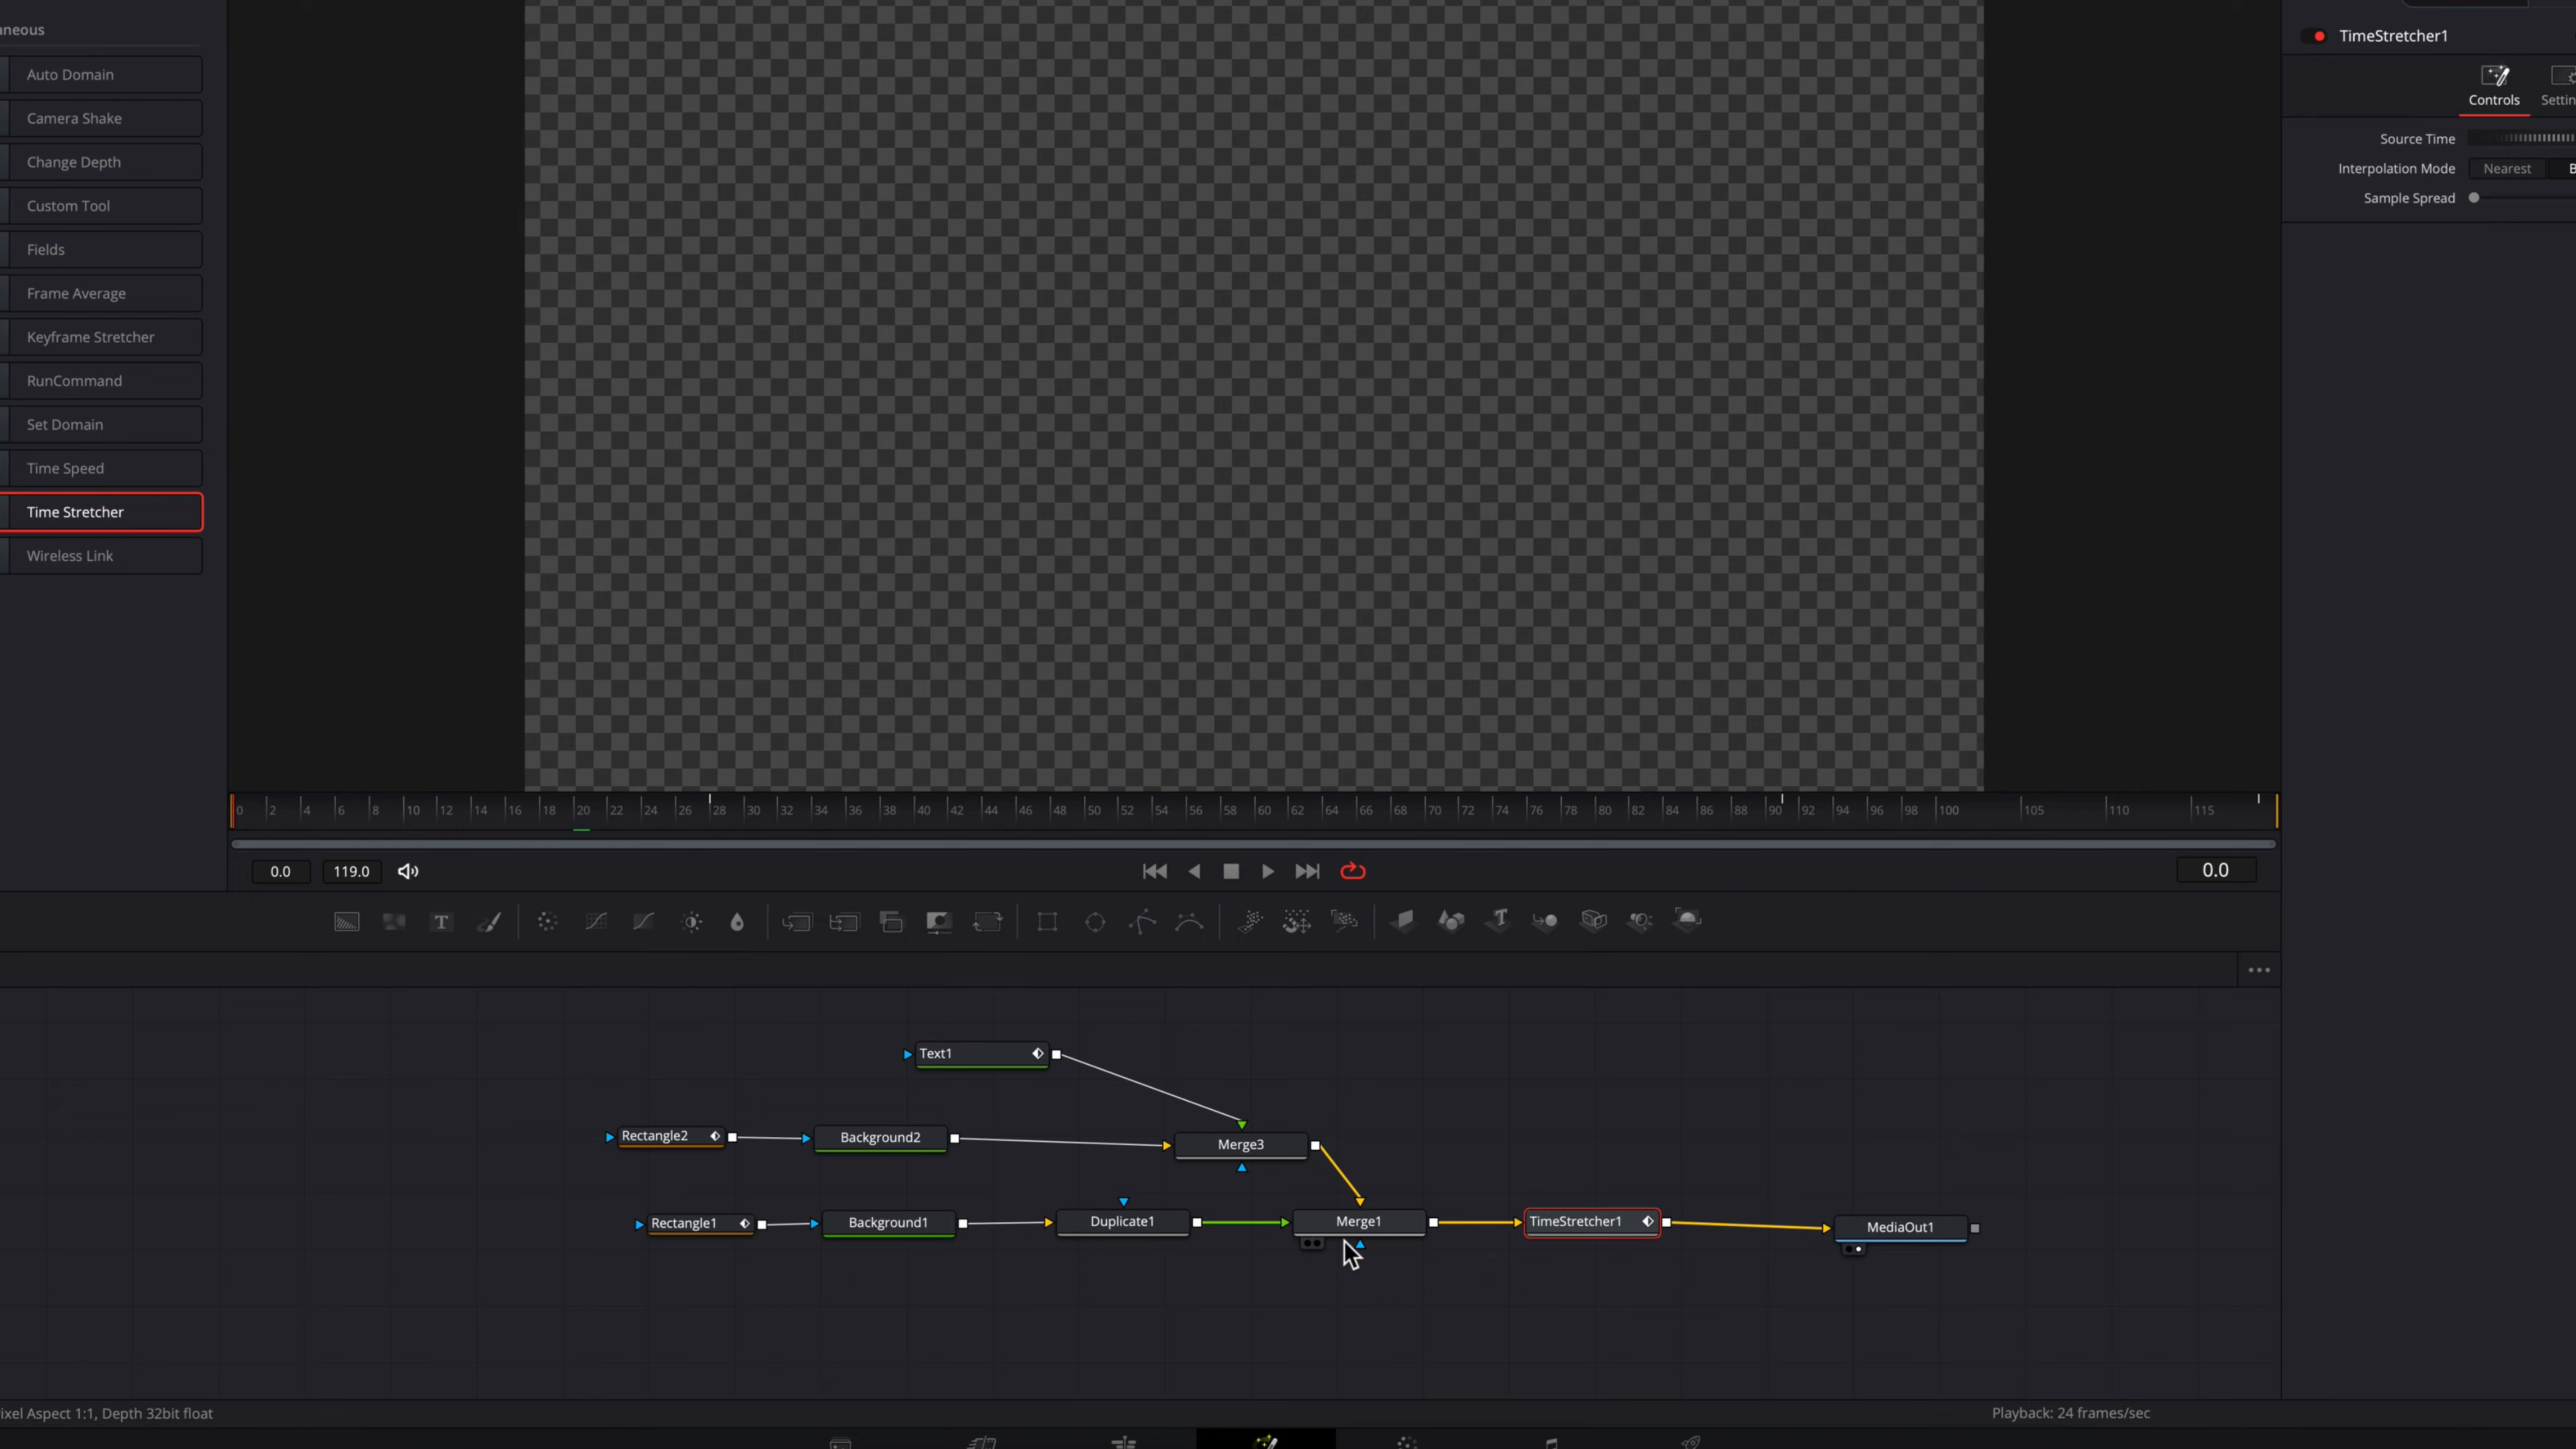 neous
Auto Domain
Camera Shake
Change Depth
Custom Tool
Fields
Frame Average
Keyframe Stretcher
RunCommand
Set Domain
Time Speed
Time Stretcher
Wireless Link
TimeStretcher1
Controls
Settin
Source Time
Interpolation Mode
Nearest
B
Sample Spread
0 2 4 6 8 10 12 14 16 18 20 22 24 26 28 30 32 34 36 38 40 42 44 46 48 50 52 54 56 58 60 62 64 66 68 70 72 74 76 78 80 82 84 86 88 90 92 94 96 98 100 105 110 115
0.0
119.0
0.0
T
Text1
Rectangle2
Background2
Merge3
Rectangle1
Background1
Duplicate1
Merge1
TimeStretcher1
MediaOut1
ixel Aspect 1:1, Depth 32bit float
Playback: 24 frames/sec